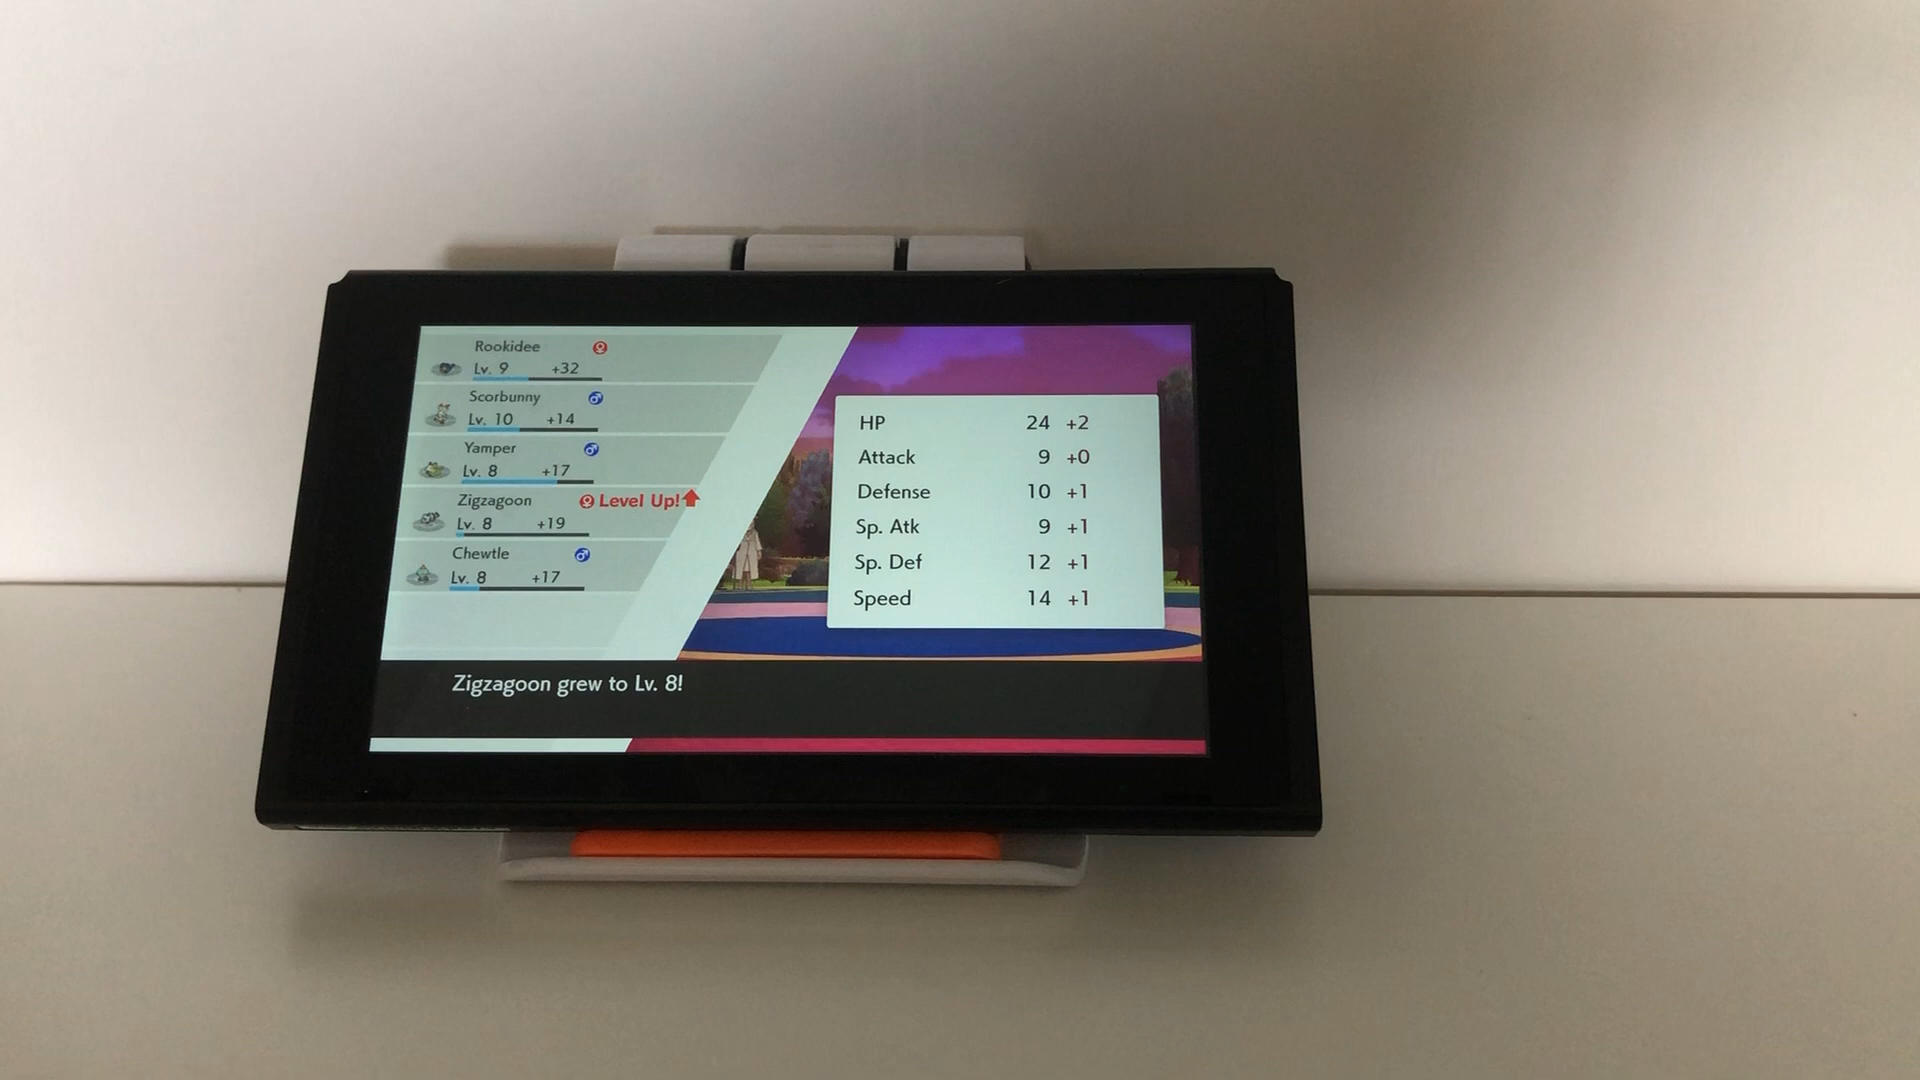 Rookidee ♀
Lv. 9 +32
Scorbunny ♂
Lv. 10 +14
Yamper ♂
Lv. 8 +17
Zigzagoon ♀ Level Up!
Lv. 8 +19
Chewtle ♂
Lv. 8 +17
HP 24 +2
Attack 9 +0
Defense 10 +1
Sp. Atk 9 +1
Sp. Def 12 +1
Speed 14 +1
Zigzagoon grew to Lv. 8!